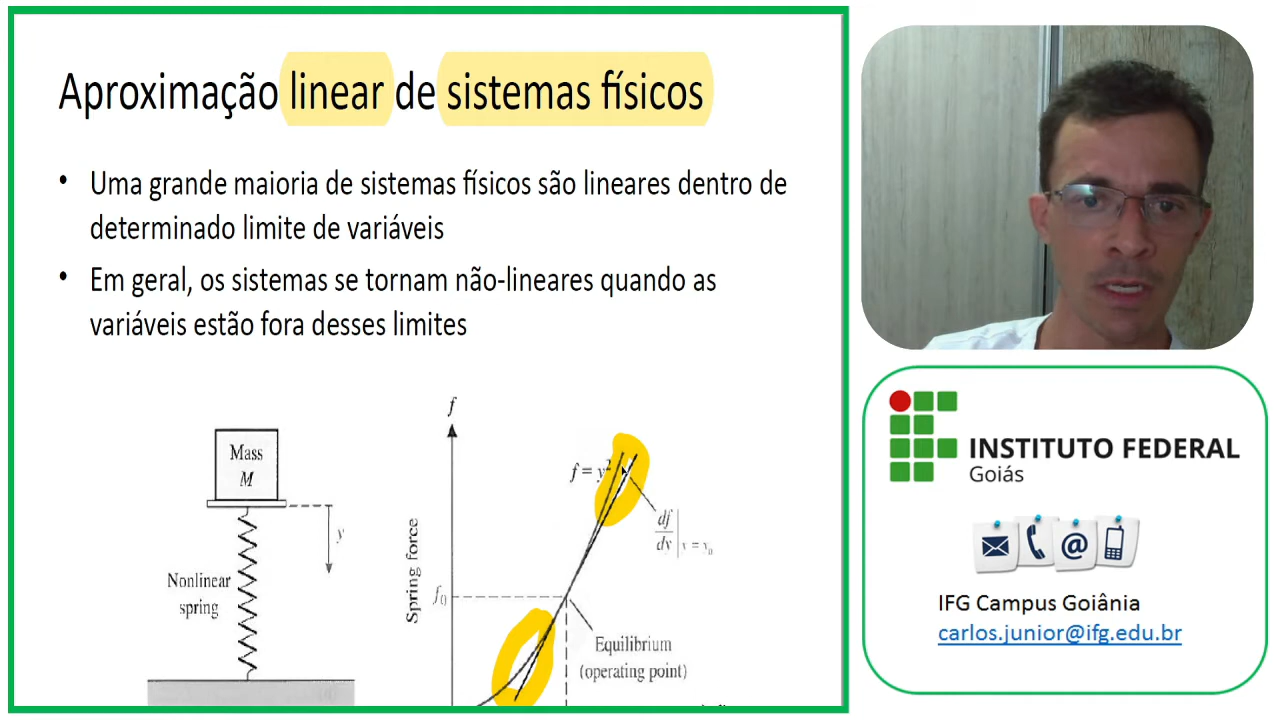 Aproximação linear de sistemas físicos
• Uma grande maioria de sistemas físicos são lineares dentro de
determinado limite de variáveis
• Em geral, os sistemas se tornam não-lineares quando as
variáveis estão fora desses limites
Mass
M
y
Nonlinear
spring
f
Spring force
f = y²
df
dy | y = y₀
f₀
Equilibrium
(operating point)
INSTITUTO FEDERAL
Goiás
IFG Campus Goiânia
carlos.junior@ifg.edu.br